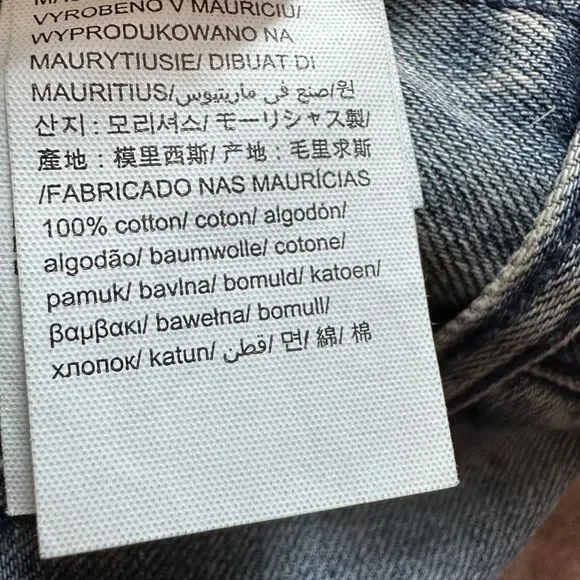 VYROBENO V MAURICIU/
WYPRODUKOWANO NA
MAURYTIUSIE/ DIBUAT DI
MAURITIUS/صنع في ماريتيوس/원
산지 : 모리셔스/ モーリシャス製/
產地 : 模里西斯/ 产地 : 毛里求斯
/FABRICADO NAS MAURÍCIAS
100% cotton/ coton/ algodón/
algodão/ baumwolle/ cotone/
pamuk/ bavlna/ bomuld/ katoen/
βαμβακι/ bawełna/ bomull/
хлопок/ katun/ قطن/ 면/ 綿/ 棉